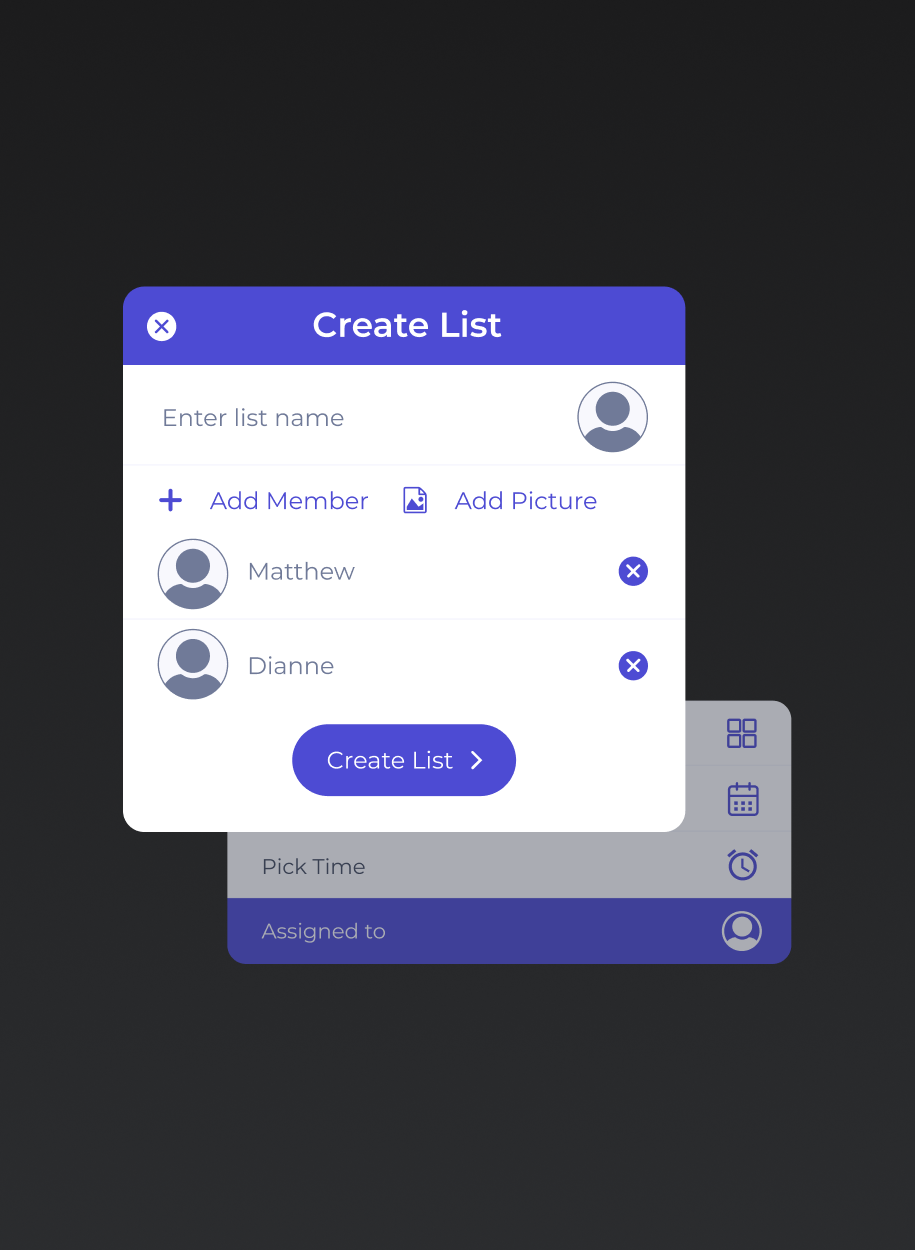 Create List
Enter list name
Add Member Add Picture
Matthew
Dianne
Create List
Pick Time
Assigned to